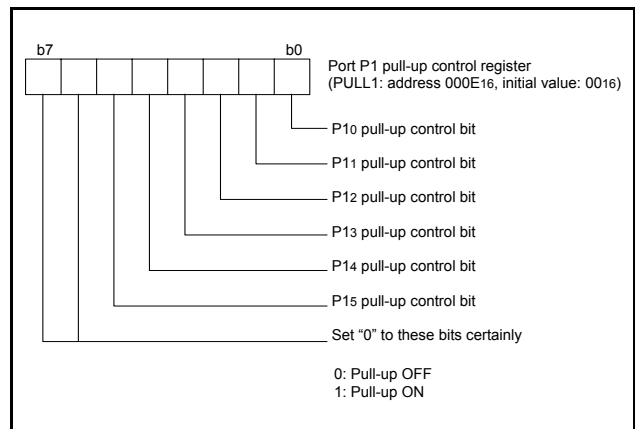 b7 b0
Port P1 pull-up control register
(PULL1: address 000E16, initial value: 0016)
P10 pull-up control bit
P11 pull-up control bit
P12 pull-up control bit
P13 pull-up control bit
P14 pull-up control bit
P15 pull-up control bit
Set “0” to these bits certainly
0: Pull-up OFF
1: Pull-up ON